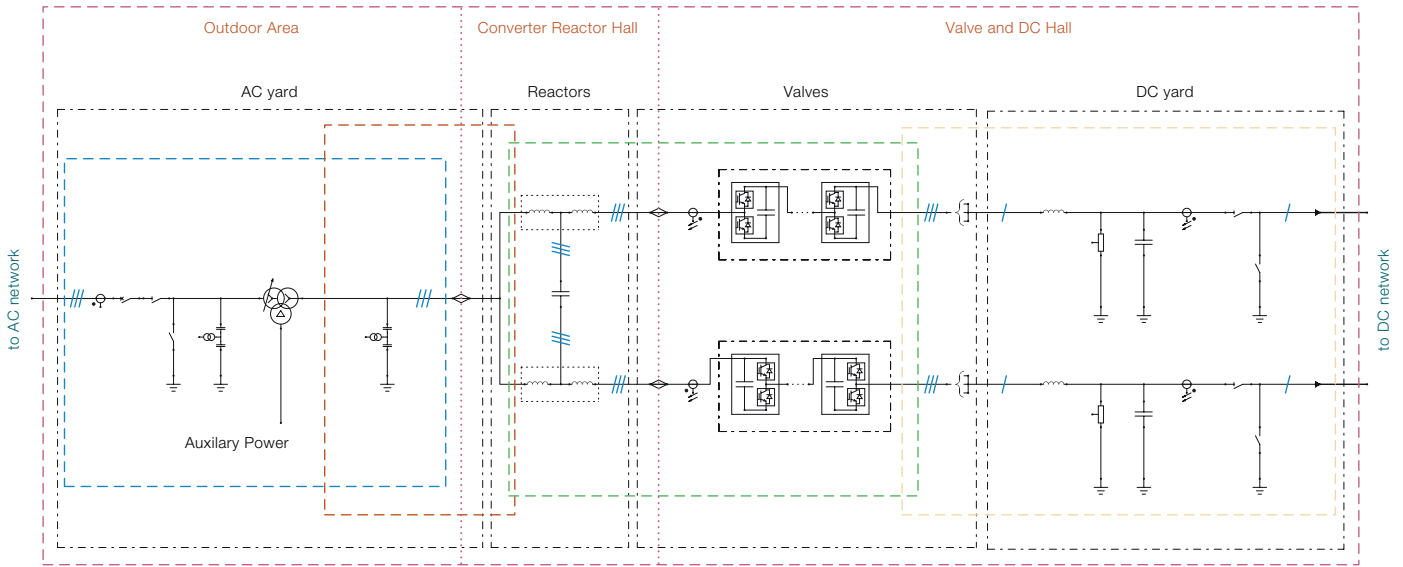 Outdoor Area
Converter Reactor Hall
Valve and DC Hall
AC yard
Reactors
Valves
DC yard
to AC network
to DC network
Auxilary Power